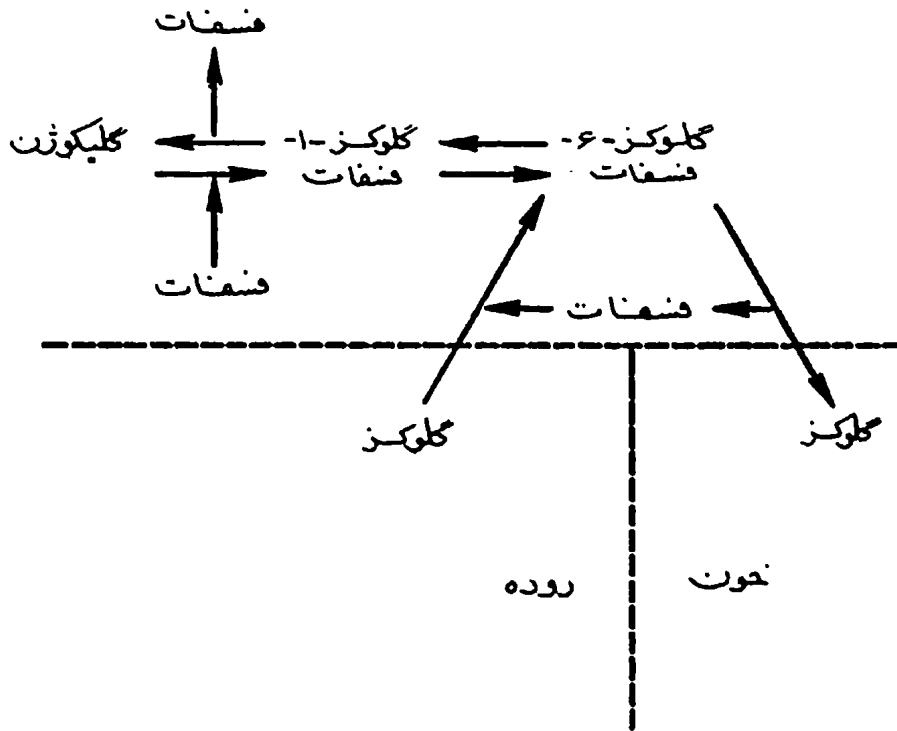 فسفات
گلوکز-۶-
گلوکز-۱-
گلیکوژن
فسفات
فسفات
فسفات
فسفات
گلوکز
گلوکز
خون
روده